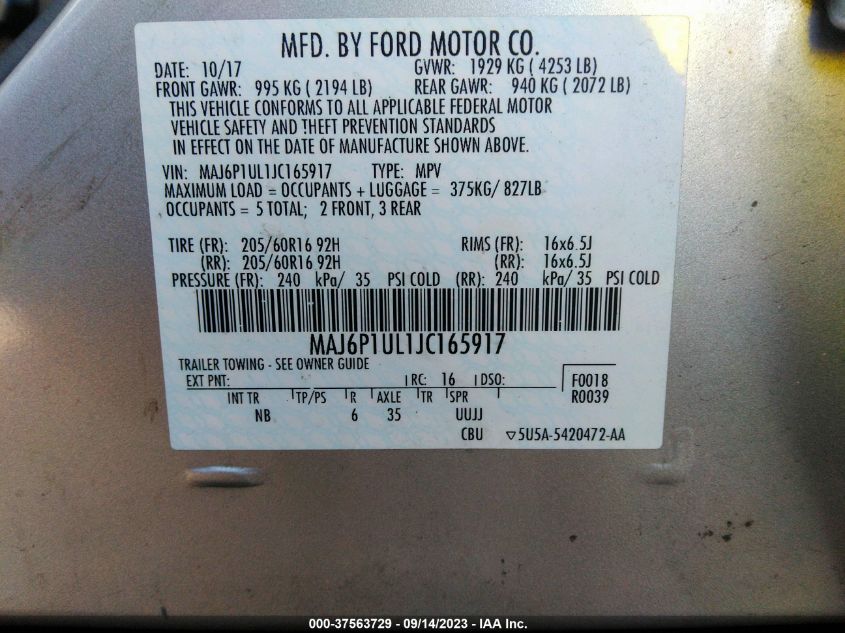 MFD. BY FORD MOTOR CO.
DATE: 10/17 GVWR: 1929 KG ( 4253 LB)
FRONT GAWR: 995 KG ( 2194 LB) REAR GAWR: 940 KG ( 2072 LB)
THIS VEHICLE CONFORMS TO ALL APPLICABLE FEDERAL MOTOR
VEHICLE SAFETY AND THEFT PREVENTION STANDARDS
IN EFFECT ON THE DATE OF MANUFACTURE SHOWN ABOVE.
VIN: MAJ6P1UL1JC165917 TYPE: MPV
MAXIMUM LOAD = OCCUPANTS + LUGGAGE = 375KG/ 827LB
OCCUPANTS = 5 TOTAL; 2 FRONT, 3 REAR
TIRE (FR): 205/60R16 92H RIMS (FR): 16x6.5J
(RR): 205/60R16 92H (RR): 16x6.5J
PRESSURE (FR): 240 kPa/ 35 PSI COLD (RR): 240 kPa/ 35 PSI COLD
MAJ6P1UL1JC165917
TRAILER TOWING - SEE OWNER GUIDE
EXT PNT: RC: 16 DSO: F0018
INT TR TP/PS R AXLE TR SPR R0039
NB 6 35 UUJJ
CBU ▽5U5A-5420472-AA
000-37563729 - 09/14/2023 - IAA Inc.